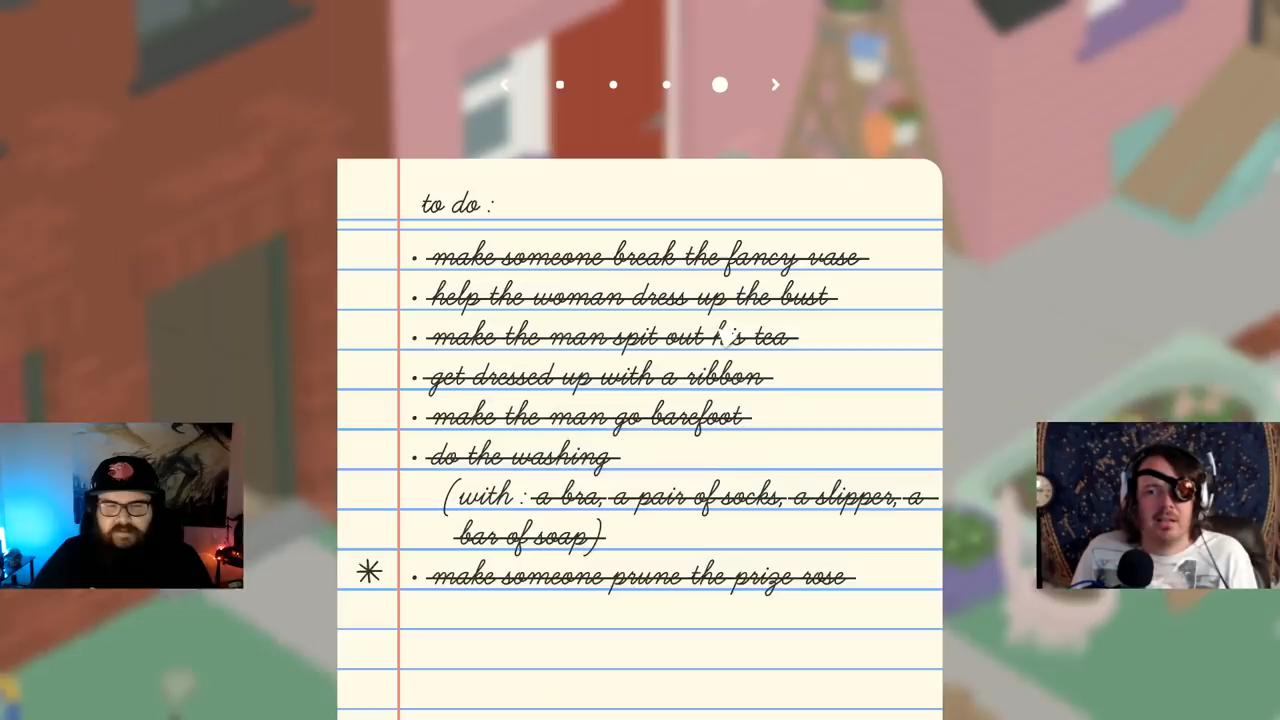 to do :
• make someone break the fancy vase
• help the woman dress up the bust
• make the man spit out his tea
• get dressed up with a ribbon
• make the man go barefoot
• do the washing
(with : a bra, a pair of socks, a slipper, a
bar of soap)
• make someone prune the prize rose